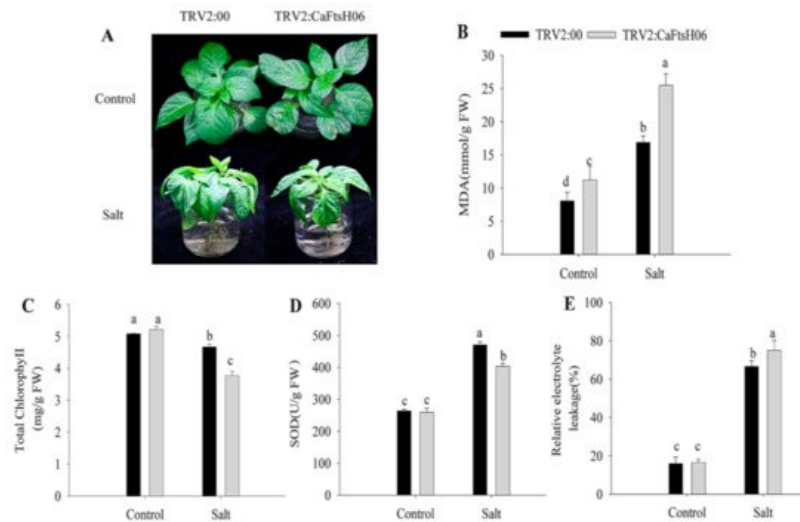 TRV2:00 TRV2:CaFtsH06
A
Control
Salt
B
TRV2:00 TRV2:CaFtsH06
MDA(mmol/g FW)
30
25
20
15
10
5
0
d c b a
Control Salt
C
Total Chlorophyll
(mg/g FW)
6
5
4
3
2
1
0
a a b c
Control Salt
D
SOD(U/g FW)
600
500
400
300
200
100
0
c c a b
Control Salt
E
Relative electrolyte
leakage(%)
100
80
60
40
20
0
c c b a
Control Salt